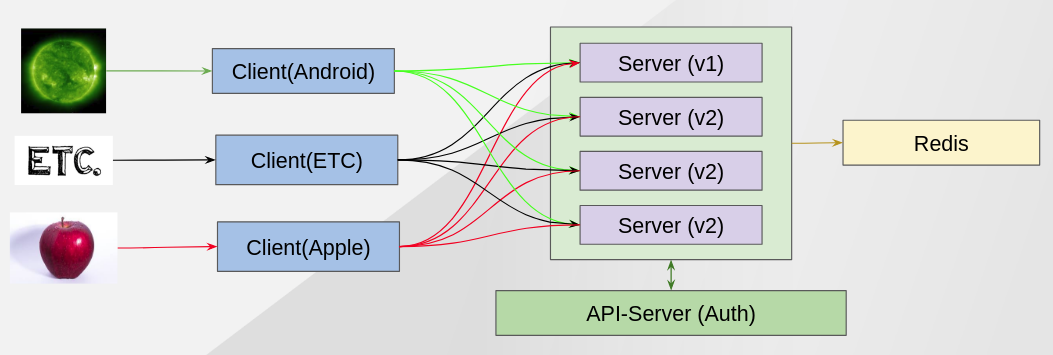 Client(Android)
ETC.
Client(ETC)
Client(Apple)
Server (v1)
Server (v2)
Server (v2)
Server (v2)
Redis
API-Server (Auth)